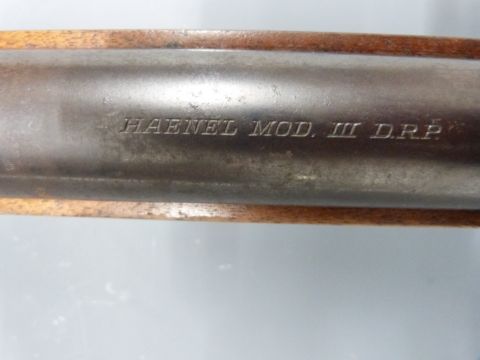 HAENEL MOD. III D.R.P.